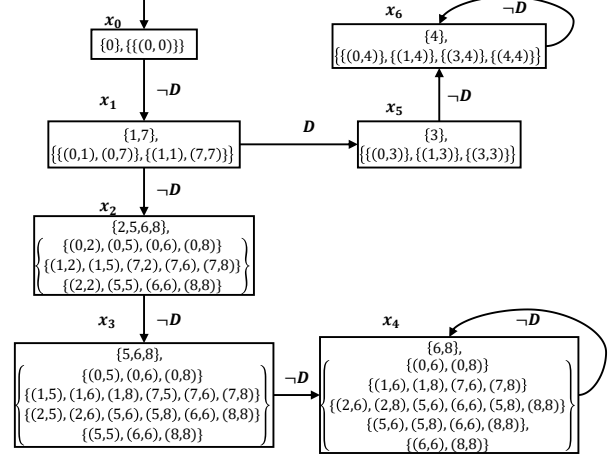 x₀
{0}, {{(0, 0)}}
¬D
x₁
{1,7},
{{(0,1), (0,7)}, {(1,1), (7,7)}}
D
¬D
x₂
{2,5,6,8},
{(0,2), (0,5), (0,6), (0,8)}
{(1,2), (1,5), (7,2), (7,6), (7,8)}
{(2,2), (5,5), (6,6), (8,8)}
¬D
x₃
{5,6,8},
{(0,5), (0,6), (0,8)}
{(1,5), (1,6), (1,8), (7,5), (7,6), (7,8)}
{(2,5), (2,6), (5,6), (5,8), (6,6), (8,8)}
{(5,5), (6,6), (8,8)}
¬D
x₄
¬D
{6,8},
{(0,6), (0,8)}
{(1,6), (1,8), (7,6), (7,8)}
{(2,6), (2,8), (5,6), (6,6), (5,8), (8,8)}
{(5,6), (5,8), (6,6), (8,8)},
{(6,6), (8,8)}
x₅
{3},
{{(0,3)}, {(1,3)}, {(3,3)}}
¬D
x₆
¬D
{4},
{{(0,4)}, {(1,4)}, {(3,4)}, {(4,4)}}